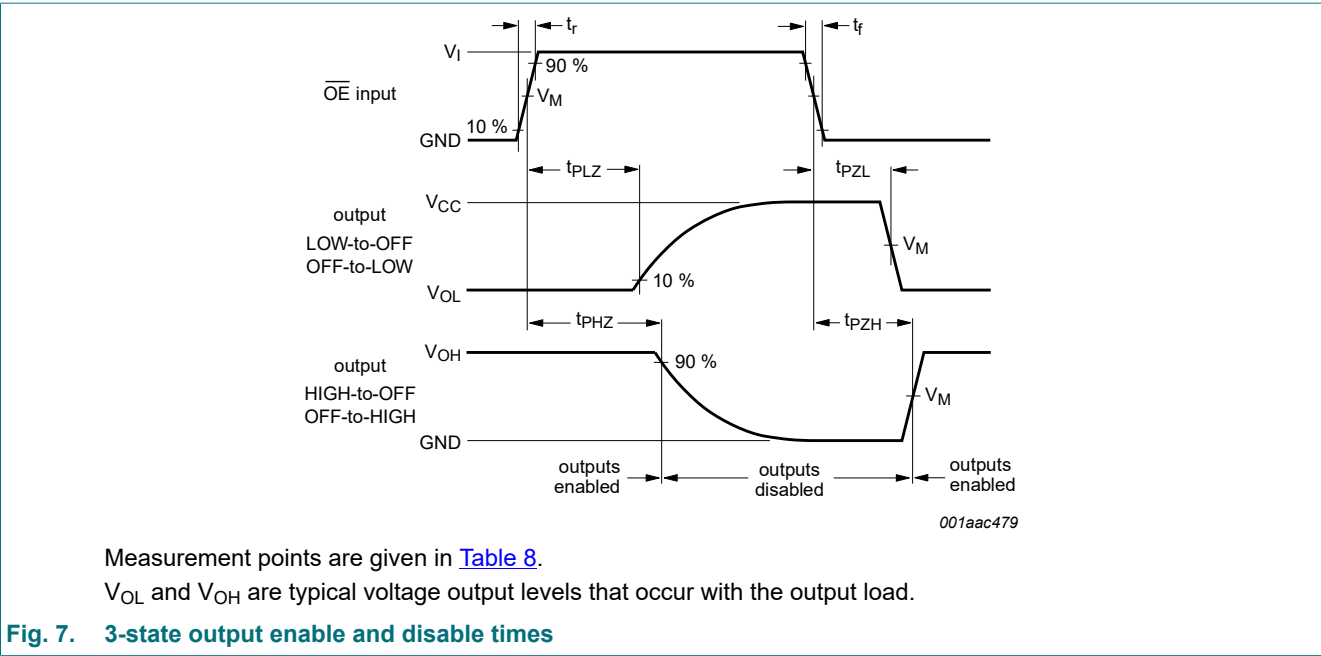 tr
tf
VI
90 %
OE input
VM
10 %
GND
tPLZ
tPZL
VCC
output
LOW-to-OFF
OFF-to-LOW
VM
10 %
VOL
tPHZ
tPZH
VOH
output
90 %
HIGH-to-OFF
OFF-to-HIGH
VM
GND
outputs enabled
outputs disabled
outputs enabled
001aac479
Measurement points are given in Table 8.
VOL and VOH are typical voltage output levels that occur with the output load.
Fig. 7. 3-state output enable and disable times